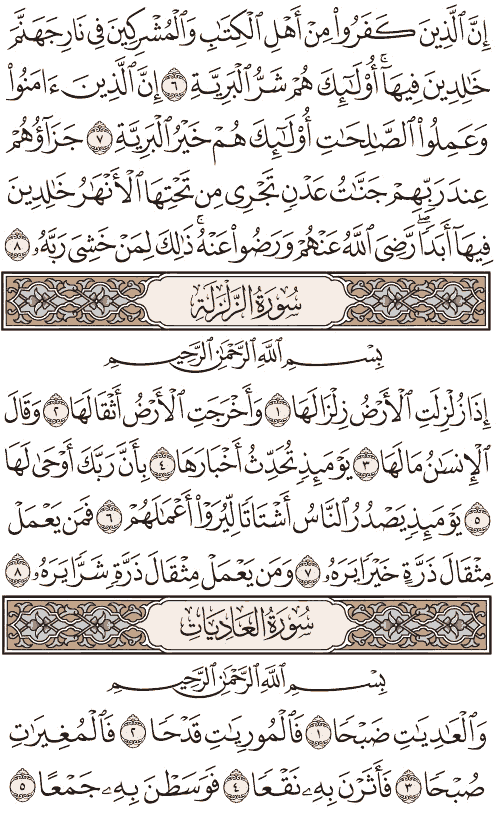 إِنَّ ٱلَّذِينَ كَفَرُوا۟ مِنْ أَهْلِ ٱلْكِتَٰبِ وَٱلْمُشْرِكِينَ فِى نَارِ جَهَنَّمَ
خَٰلِدِينَ فِيهَآ ۚ أُو۟لَٰٓئِكَ هُمْ شَرُّ ٱلْبَرِيَّةِ ٦ إِنَّ ٱلَّذِينَ ءَامَنُوا۟
وَعَمِلُوا۟ ٱلصَّٰلِحَٰتِ أُو۟لَٰٓئِكَ هُمْ خَيْرُ ٱلْبَرِيَّةِ ٧ جَزَآؤُهُمْ
عِندَ رَبِّهِمْ جَنَّٰتُ عَدْنٍ تَجْرِى مِن تَحْتِهَا ٱلْأَنْهَٰرُ خَٰلِدِينَ
فِيهَآ أَبَدًا ۖ رَّضِىَ ٱللَّهُ عَنْهُمْ وَرَضُوا۟ عَنْهُ ۚ ذَٰلِكَ لِمَنْ خَشِىَ رَبَّهُۥ ٨
سُورَةُ ٱلزَّلْزَلَةِ
بِسْمِ ٱللَّهِ ٱلرَّحْمَٰنِ ٱلرَّحِيمِ
إِذَا زُلْزِلَتِ ٱلْأَرْضُ زِلْزَالَهَا ١ وَأَخْرَجَتِ ٱلْأَرْضُ أَثْقَالَهَا ٢ وَقَالَ
ٱلْإِنسَٰنُ مَا لَهَا ٣ يَوْمَئِذٍ تُحَدِّثُ أَخْبَارَهَا ٤ بِأَنَّ رَبَّكَ أَوْحَىٰ لَهَا
٥ يَوْمَئِذٍ يَصْدُرُ ٱلنَّاسُ أَشْتَاتًا لِّيُرَوْا۟ أَعْمَٰلَهُمْ ٦ فَمَن يَعْمَلْ
مِثْقَالَ ذَرَّةٍ خَيْرًا يَرَهُۥ ٧ وَمَن يَعْمَلْ مِثْقَالَ ذَرَّةٍ شَرًّا يَرَهُۥ ٨
سُورَةُ ٱلْعَادِيَاتِ
بِسْمِ ٱللَّهِ ٱلرَّحْمَٰنِ ٱلرَّحِيمِ
وَٱلْعَٰدِيَٰتِ ضَبْحًا ١ فَٱلْمُورِيَٰتِ قَدْحًا ٢ فَٱلْمُغِيرَٰتِ
صُبْحًا ٣ فَأَثَرْنَ بِهِۦ نَقْعًا ٤ فَوَسَطْنَ بِهِۦ جَمْعًا ٥